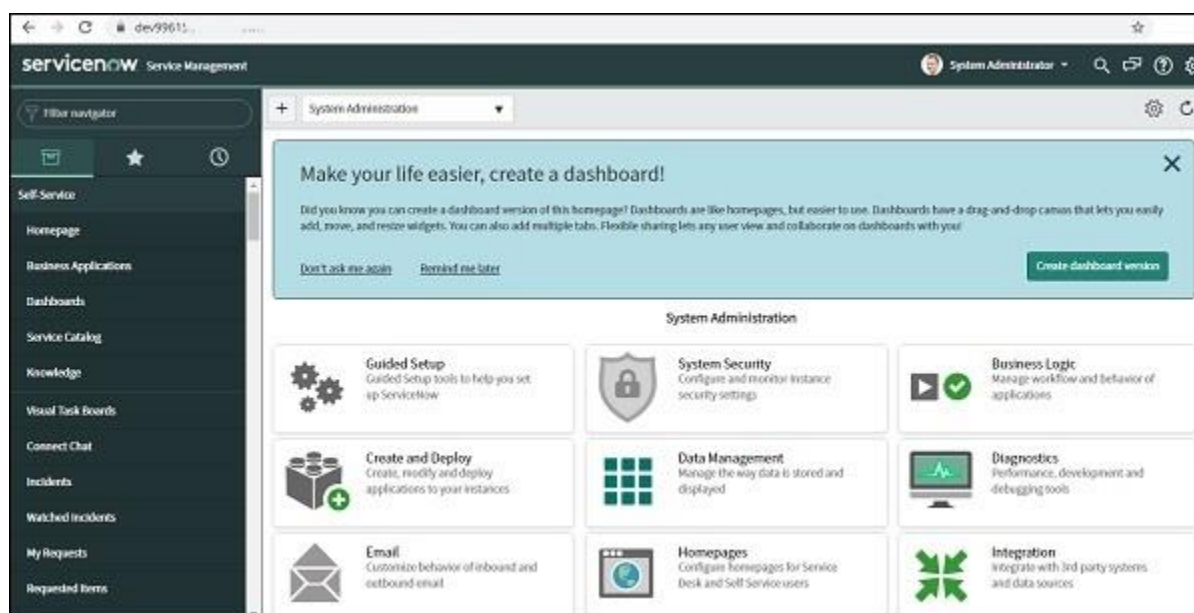 dev99615..
servicenow Service Management
System Administrator
Filter navigator
System Administration
Self-Service
Homepage
Business Applications
Dashboards
Service Catalog
Knowledge
Visual Task Boards
Connect Chat
Incidents
Watched Incidents
My Requests
Requested Items
Make your life easier, create a dashboard!
Did you know you can create a dashboard version of this homepage? Dashboards are like homepages, but easier to use. Dashboards have a drag-and-drop canvas that lets you easily
add, move, and resize widgets. You can also add multiple tabs. Flexible sharing lets any user view and collaborate on dashboards with you!
Don't ask me again Remind me later
Create dashboard version
System Administration
Guided Setup
Guided Setup tools to help you set
up ServiceNow
System Security
Configure and monitor instance
security settings
Business Logic
Manage workflow and behavior of
applications
Create and Deploy
Create, modify and deploy
applications to your instances
Data Management
Manage the way data is stored and
displayed
Diagnostics
Performance, development and
debugging tools
Email
Customize behavior of inbound and
outbound email
Homepages
Configure homepages for Service
Desk and Self Service users
Integration
Integrate with 3rd party systems
and data sources